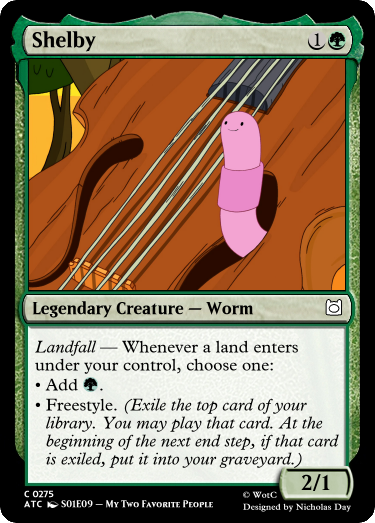 Shelby 1
Legendary Creature — Worm
Landfall — Whenever a land enters
under your control, choose one:
• Add .
• Freestyle. (Exile the top card of your
library. You may play that card. At the
beginning of the next end step, if that
card is exiled, put it into your graveyard.)
2/1
C 0275
ATC S01E09 – My Two Favorite People
© WotC
Designed by Nicholas Day